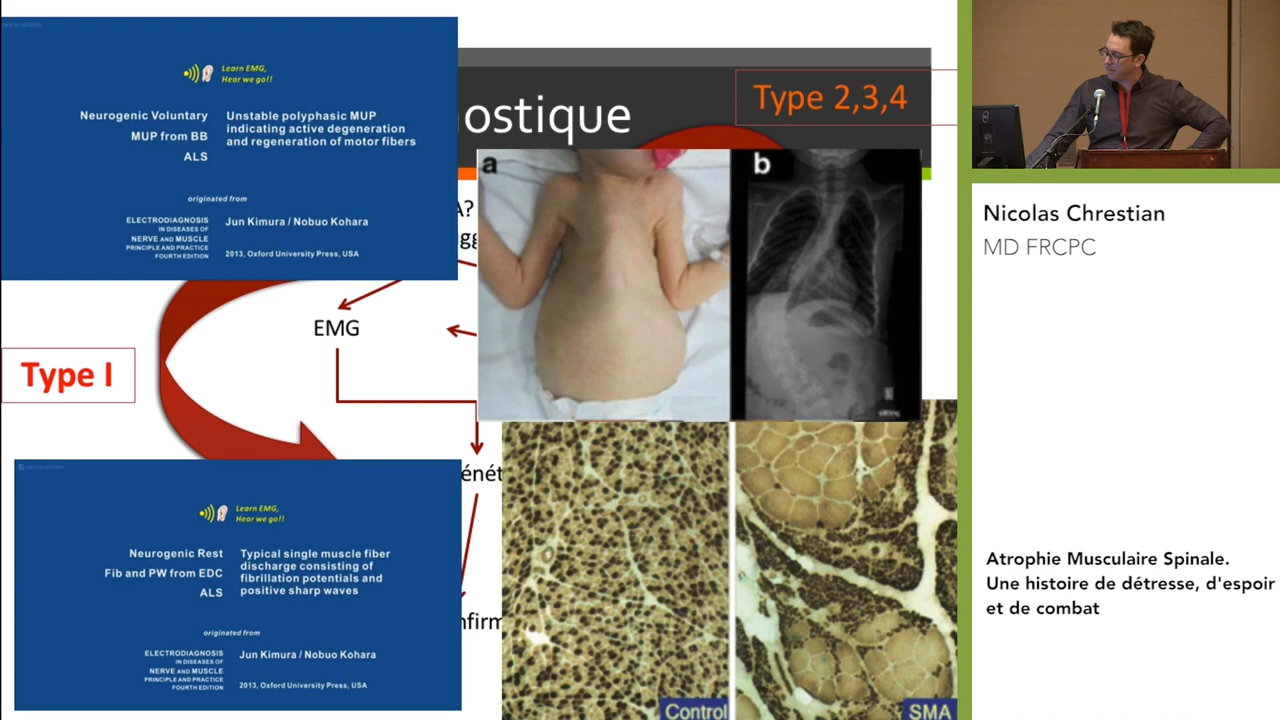 Learn EMG,
Hear we go!!
Neurogenic Voluntary
MUP from BB
ALS
Unstable polyphasic MUP
indicating active degeneration
and regeneration of motor fibers
originated from
ELECTRODIAGNOSIS
IN DISEASES OF
NERVE AND MUSCLE
PRINCIPLE AND PRACTICE
FOURTH EDITION
Jun Kimura / Nobuo Kohara
2013, Oxford University Press, USA
ostique
Type 2,3,4
A?
gg
a
b
sitting
EMG
Type I
énét
nfirm
Learn EMG,
Hear we go!!
Neurogenic Rest
Fib and PW from EDC
ALS
Typical single muscle fiber
discharge consisting of
fibrillation potentials and
positive sharp waves
originated from
ELECTRODIAGNOSIS
IN DISEASES OF
NERVE AND MUSCLE
PRINCIPLE AND PRACTICE
FOURTH EDITION
Jun Kimura / Nobuo Kohara
2013, Oxford University Press, USA
Control
SMA
Nicolas Chrestian
MD FRCPC
Atrophie Musculaire Spinale.
Une histoire de détresse, d'espoir
et de combat